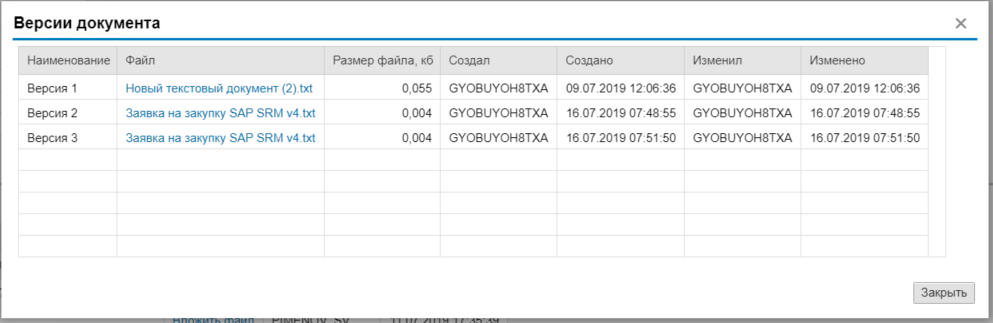 Версии документа
Наименование Файл Размер файла, кб Создал Создано Изменил Изменено
Версия 1 Новый текстовый документ (2).txt 0,055 GYOBUYOH8TXA 09.07.2019 12:06:36 GYOBUYOH8TXA 09.07.2019 12:06:36
Версия 2 Заявка на закупку SAP SRM v4.txt 0,004 GYOBUYOH8TXA 16.07.2019 07:48:55 GYOBUYOH8TXA 16.07.2019 07:48:55
Версия 3 Заявка на закупку SAP SRM v4.txt 0,004 GYOBUYOH8TXA 16.07.2019 07:51:50 GYOBUYOH8TXA 16.07.2019 07:51:50
Закрыть
Вложить файл PIMENOV_SV 11.07.2019 17:35:39